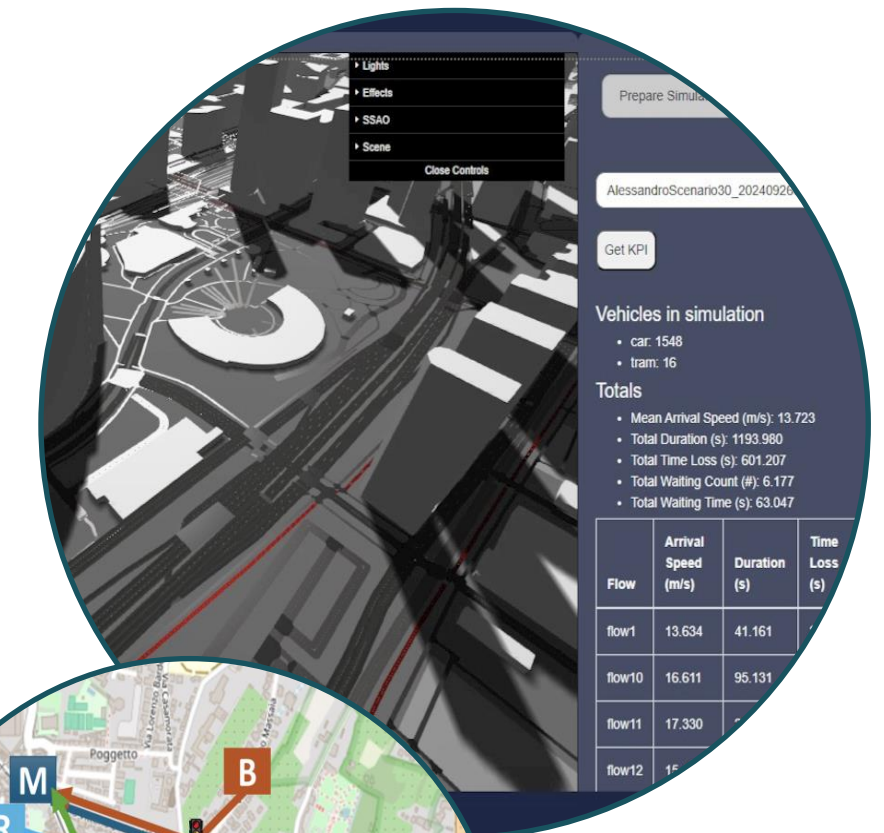 Lights
Effects
SSAO
Scene
Close Controls
Prepare
AlessandroScenario30_20240926
Get KPI
Vehicles in simulation
car: 1548
tram: 16
Totals
Mean Arrival Speed (m/s): 13.723
Total Duration (s): 1193.980
Total Time Loss (s): 601.207
Total Waiting Count (#): 6.177
Total Waiting Time (s): 63.047
Flow Arrival Speed (m/s) Duration (s) Time Loss (s)
flow1 13.634 41.161
flow10 16.611 95.131
flow11 17.330
flow12
Via Casamorata
Poggetto
M
B